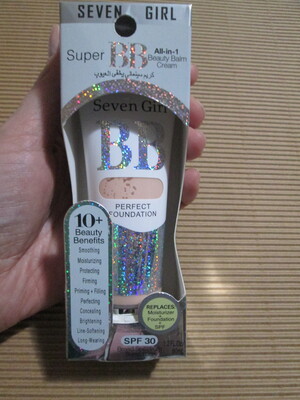 SEVEN GIRL
Super BB All-in-1
Beauty Balm
Cream
Seven Girl
BB
PERFECT
FOUNDATION
10+
Beauty
Benefits
Smoothing
Moisturizing
Protecting
Firming
Priming + Filling
Perfecting
Concealing
Brightening
Line-Softening
Long-Wearing
REPLACES:
Moisturizer
+
Foundation
+
SPF
SPF 30